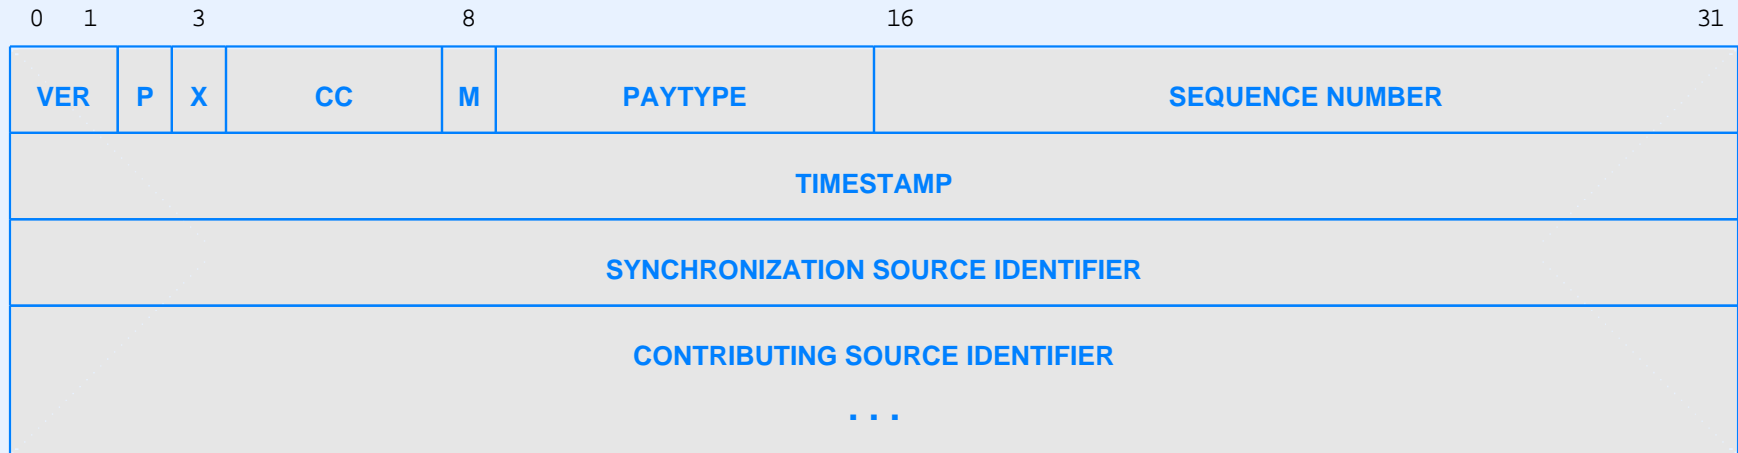 0 1 3 8 16 31
VER P X CC M PAYTYPE SEQUENCE NUMBER
TIMESTAMP
SYNCHRONIZATION SOURCE IDENTIFIER
CONTRIBUTING SOURCE IDENTIFIER
. . .